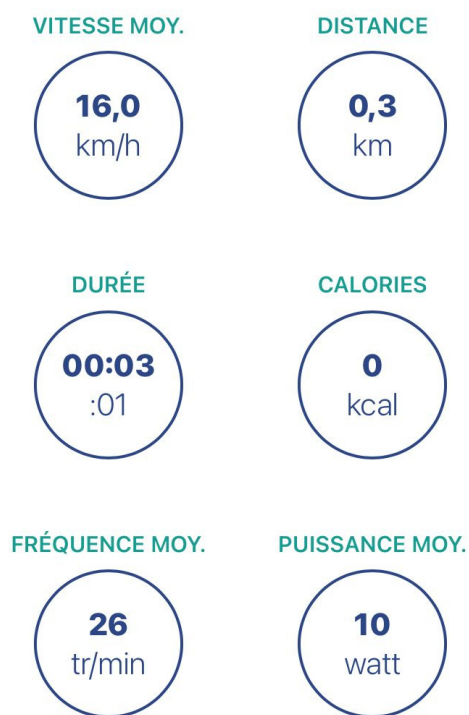 VITESSE MOY.
16,0
km/h
DISTANCE
0,3
km
DURÉE
00:03
:01
CALORIES
0
kcal
FRÉQUENCE MOY.
26
tr/min
PUISSANCE MOY.
10
watt